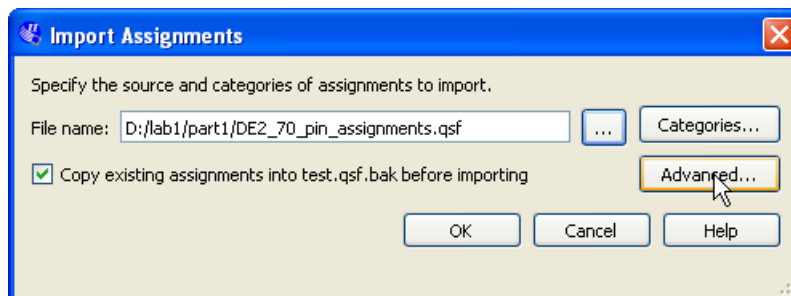 Import Assignments
Specify the source and categories of assignments to import.
File name: D:/lab1/part1/DE2_70_pin_assignments.qsf ... Categories...
Copy existing assignments into test.qsf.bak before importing Advanced...
OK Cancel Help